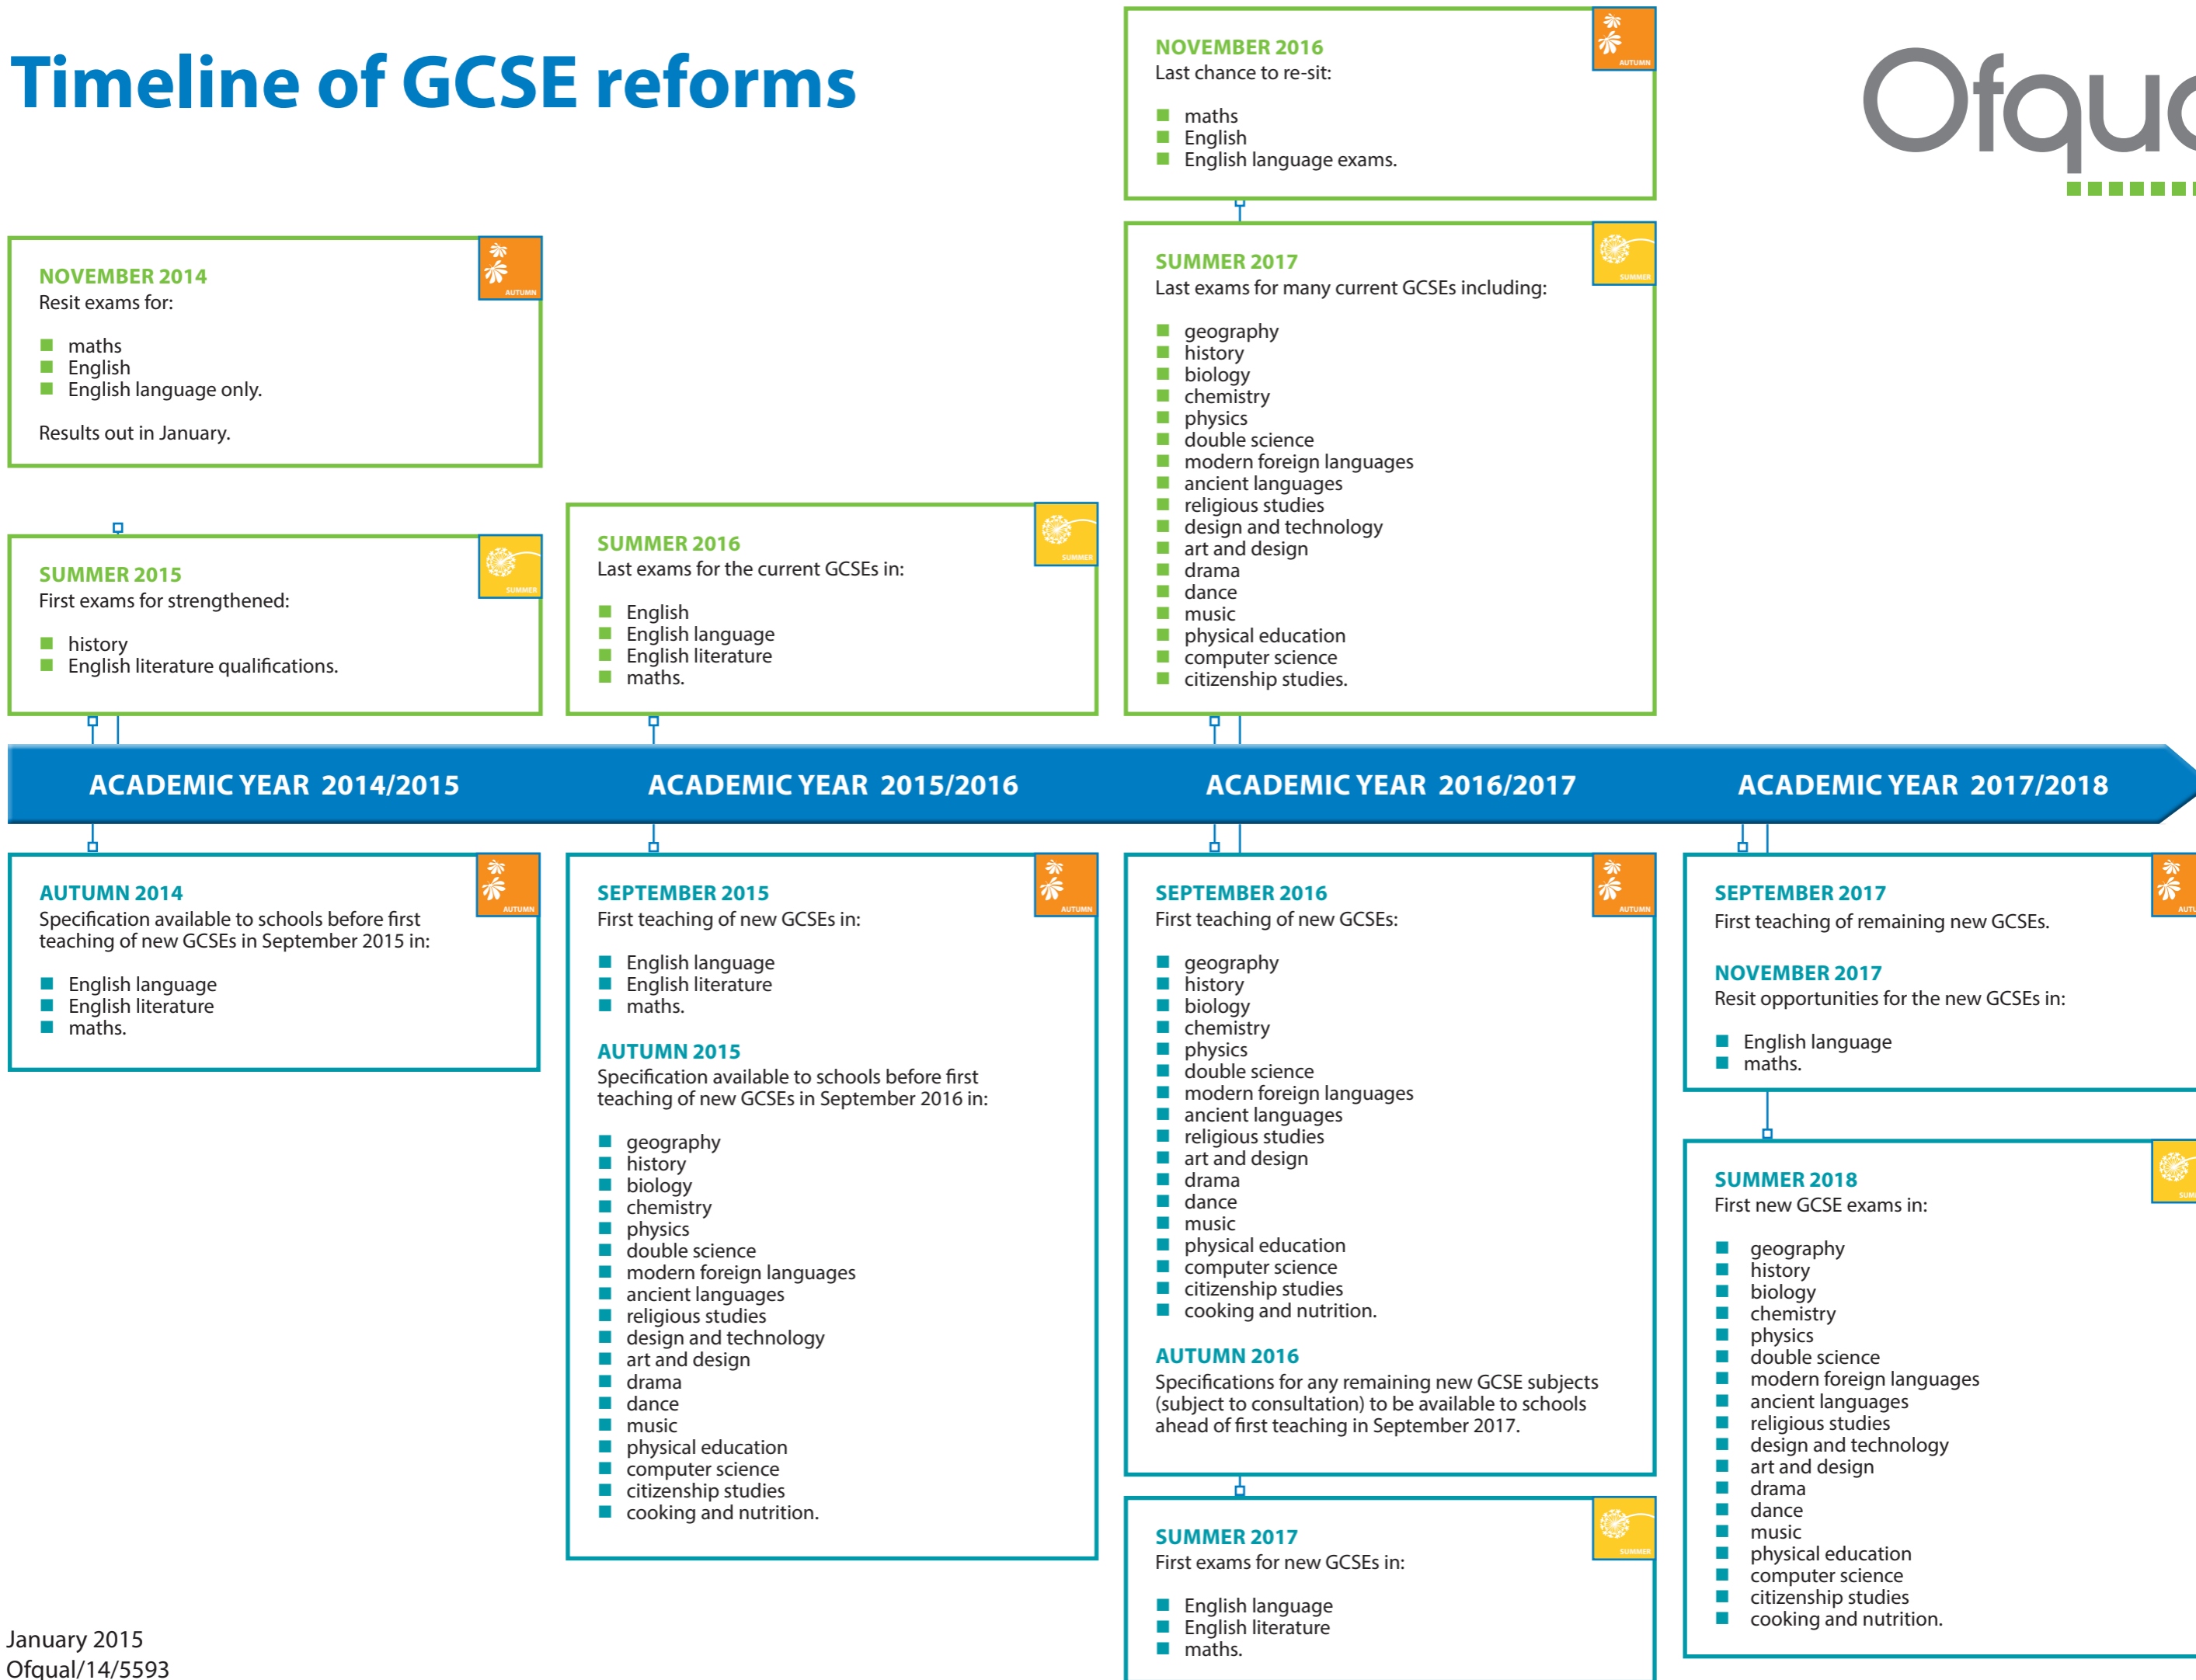 Timeline of GCSE reforms
NOVEMBER 2014
Resit exams for:
maths
English
English language only.
Results out in January.
AUTUMN
SUMMER 2015
First exams for strengthened:
history
English literature qualifications.
SUMMER
SUMMER 2016
Last exams for the current GCSEs in:
English
English language
English literature
maths.
SUMMER
NOVEMBER 2016
Last chance to re-sit:
maths
English
English language exams.
AUTUMN
SUMMER 2017
Last exams for many current GCSEs including:
geography
history
biology
chemistry
physics
double science
modern foreign languages
ancient languages
religious studies
design and technology
art and design
drama
dance
music
physical education
computer science
citizenship studies.
SUMMER
ACADEMIC YEAR 2014/2015
ACADEMIC YEAR 2015/2016
ACADEMIC YEAR 2016/2017
ACADEMIC YEAR 2017/2018
AUTUMN 2014
Specification available to schools before first
teaching of new GCSEs in September 2015 in:
English language
English literature
maths.
AUTUMN
SEPTEMBER 2015
First teaching of new GCSEs in:
English language
English literature
maths.
AUTUMN 2015
Specification available to schools before first
teaching of new GCSEs in September 2016 in:
geography
history
biology
chemistry
physics
double science
modern foreign languages
ancient languages
religious studies
design and technology
art and design
drama
dance
music
physical education
computer science
citizenship studies
cooking and nutrition.
AUTUMN
SEPTEMBER 2016
First teaching of new GCSEs:
geography
history
biology
chemistry
physics
double science
modern foreign languages
ancient languages
religious studies
art and design
drama
dance
music
physical education
computer science
citizenship studies
cooking and nutrition.
AUTUMN 2016
Specifications for any remaining new GCSE subjects
(subject to consultation) to be available to schools
ahead of first teaching in September 2017.
AUTUMN
SUMMER 2017
First exams for new GCSEs in:
English language
English literature
maths.
SUMMER
SEPTEMBER 2017
First teaching of remaining new GCSEs.
NOVEMBER 2017
Resit opportunities for the new GCSEs in:
English language
maths.
SUMMER 2018
First new GCSE exams in:
geography
history
biology
chemistry
physics
double science
modern foreign languages
ancient languages
religious studies
design and technology
art and design
drama
dance
music
physical education
computer science
citizenship studies
cooking and nutrition.
January 2015
Ofqual/14/5593